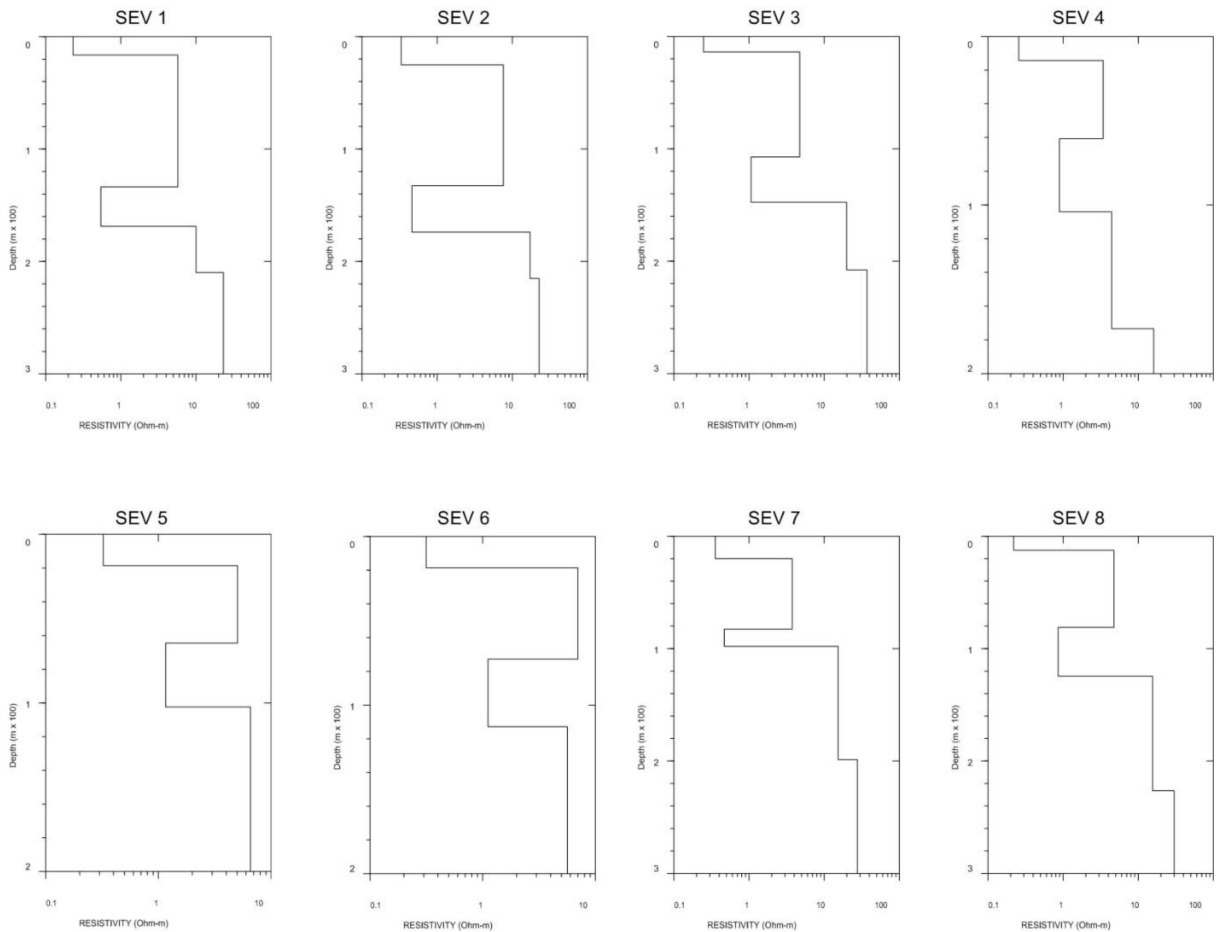 SEV 1
0
1
2
3
Depth (m x 100)
0.1 1 10 100
RESISTIVITY (Ohm-m)
SEV 2
0
1
2
3
Depth (m x 100)
0.1 1 10 100
RESISTIVITY (Ohm-m)
SEV 3
0
1
2
3
Depth (m x 100)
0.1 1 10 100
RESISTIVITY (Ohm-m)
SEV 4
0
1
2
Depth (m x 100)
0.1 1 10 100
RESISTIVITY (Ohm-m)
SEV 5
0
1
2
Depth (m x 100)
0.1 1 10
RESISTIVITY (Ohm-m)
SEV 6
0
1
2
Depth (m x 100)
0.1 1 10
RESISTIVITY (Ohm-m)
SEV 7
0
1
2
3
Depth (m x 100)
0.1 1 10 100
RESISTIVITY (Ohm-m)
SEV 8
0
1
2
3
Depth (m x 100)
0.1 1 10 100
RESISTIVITY (Ohm-m)